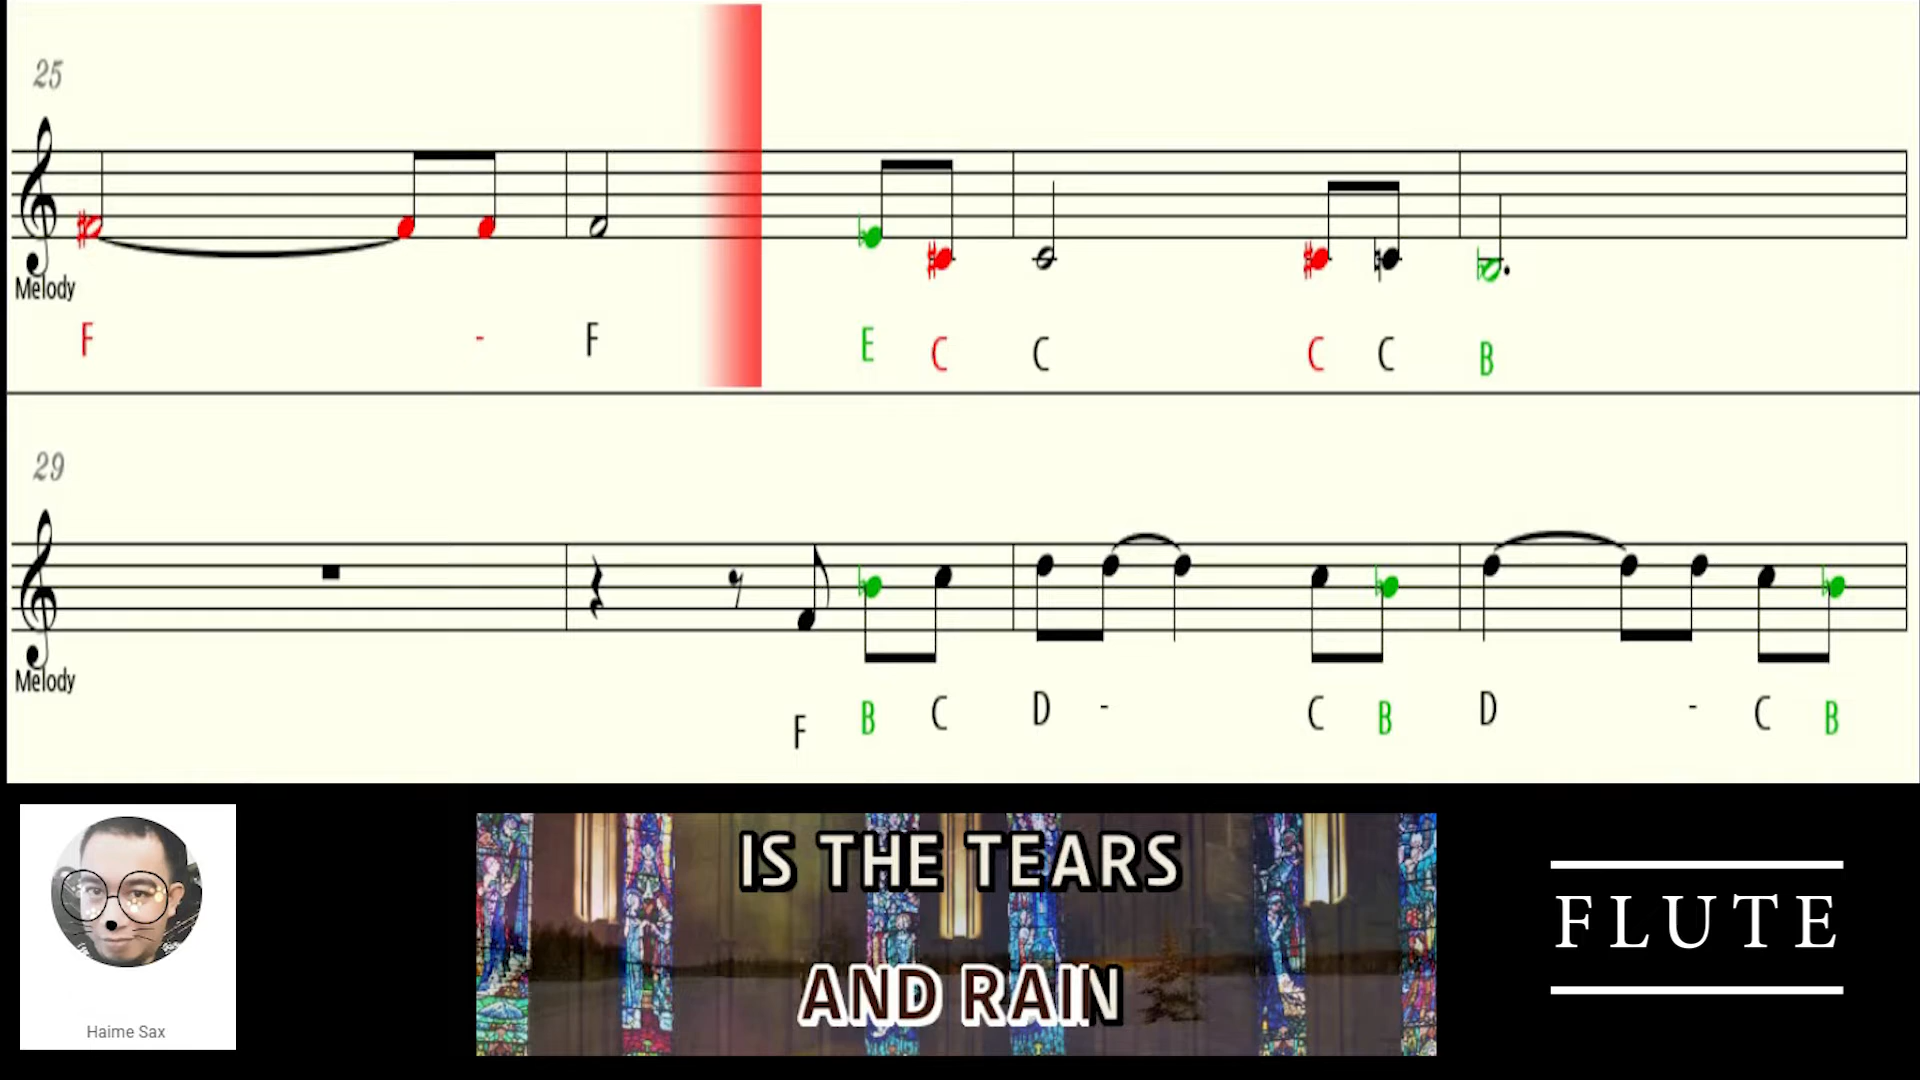 25
Melody
F - F E C C C C B
29
Melody
F B C D - C B D - C B
Haime Sax
IS THE TEARS
AND RAIN
FLUTE